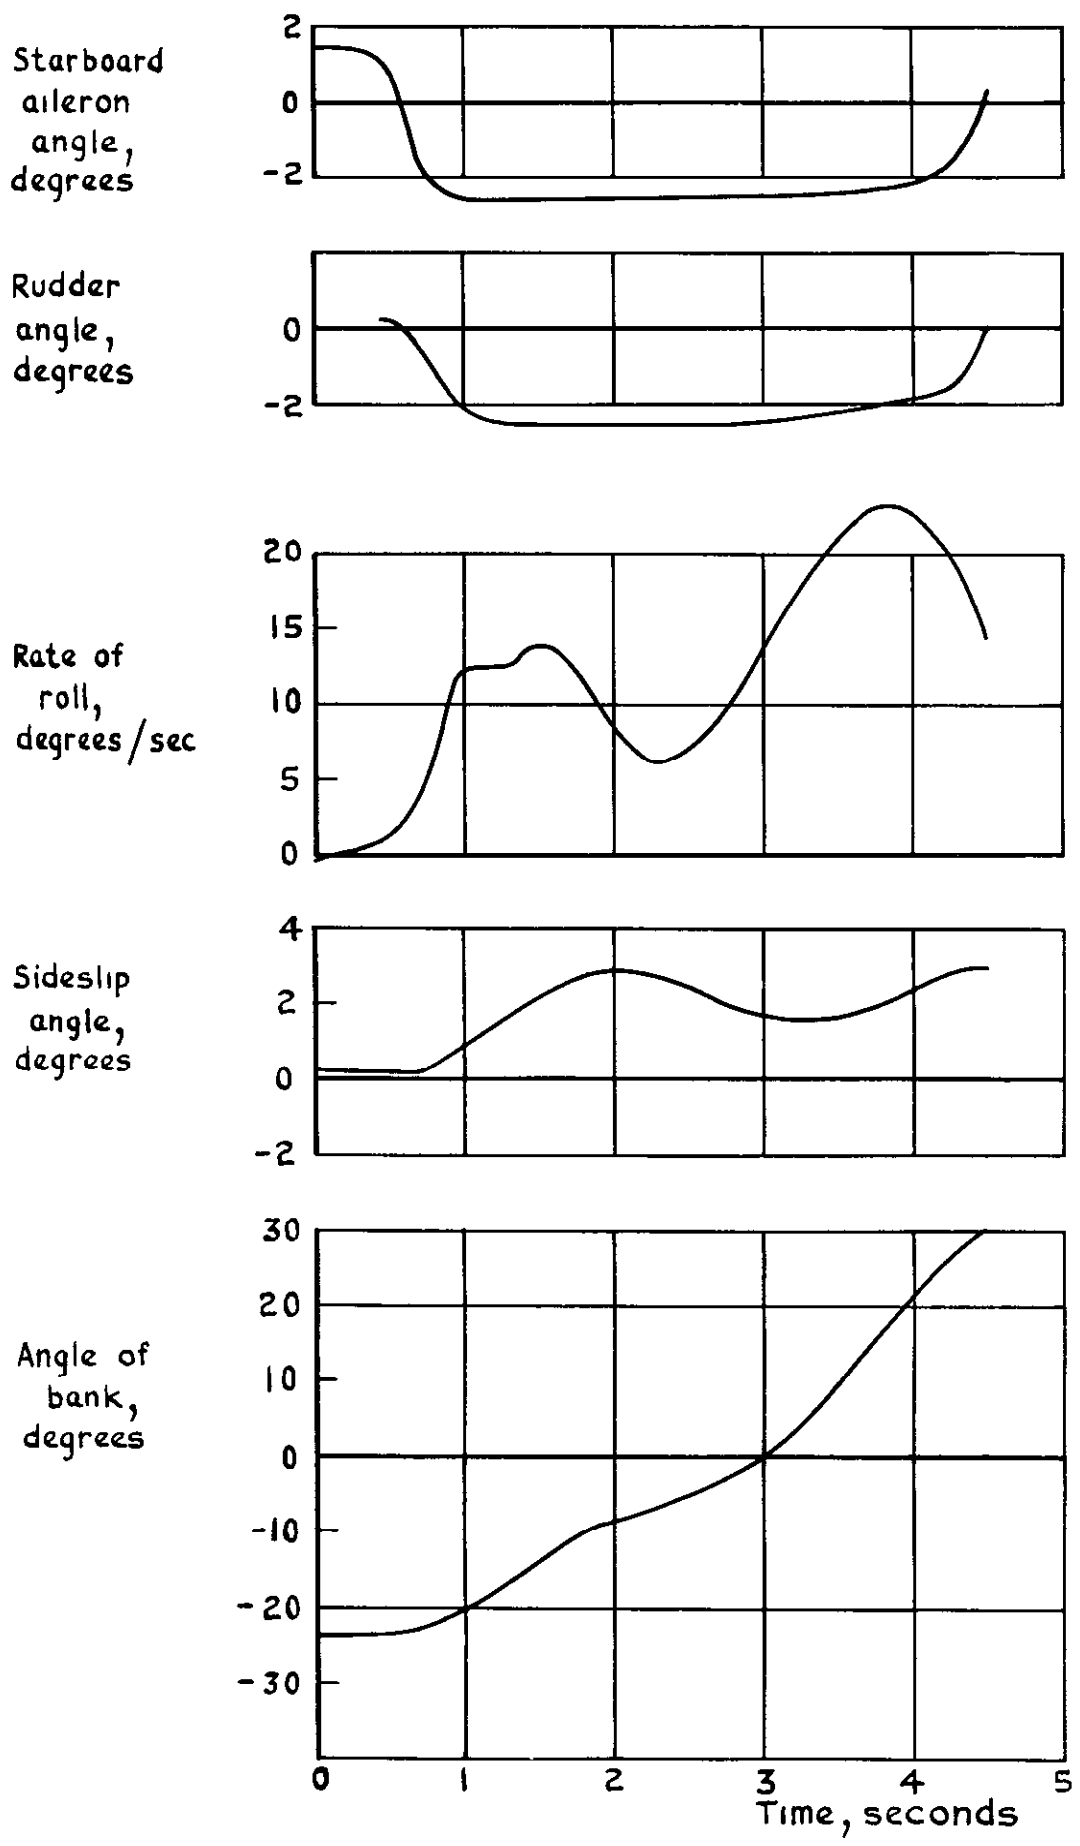 Starboard
aileron
angle,
degrees
2
0
-2
Rudder
angle,
degrees
0
-2
Rate of
roll,
degrees/sec
20
15
10
5
0
Sideslip
angle,
degrees
4
2
0
-2
Angle of
bank,
degrees
30
20
10
0
-10
-20
-30
0 1 2 3 4 5
Time, seconds